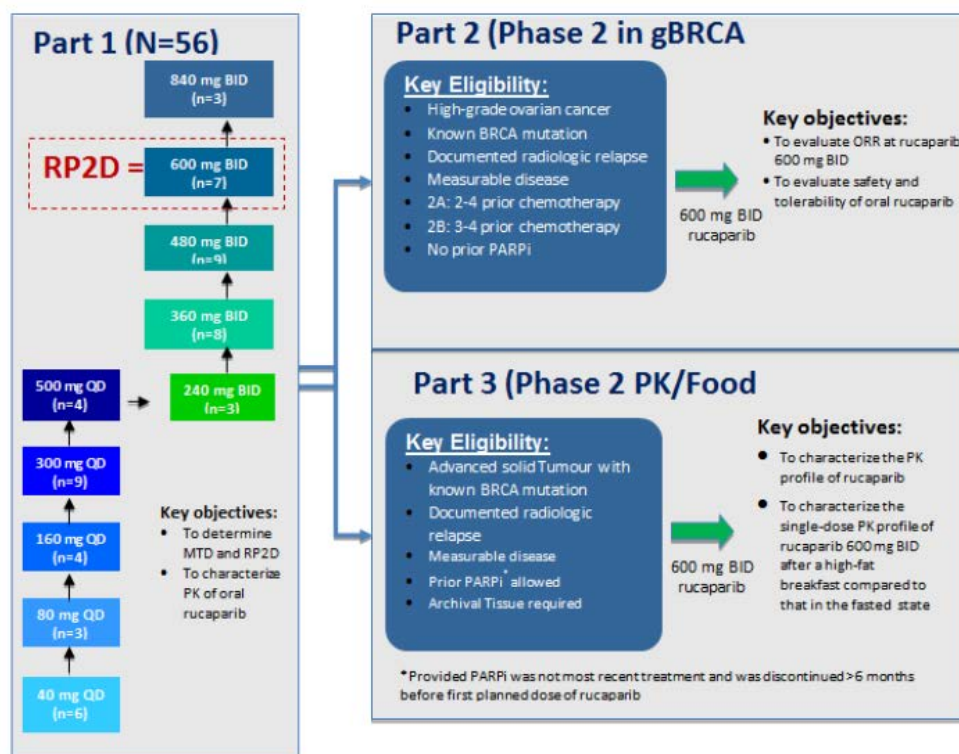 Part 1 (N=56)
840 mg BID
(n=3)
RP2D =
600 mg BID
(n=7)
480 mg BID
(n=9)
360 mg BID
(n=8)
500 mg QD
(n=4)
240 mg BID
(n=3)
300 mg QD
(n=9)
160 mg QD
(n=4)
80 mg QD
(n=3)
40 mg QD
(n=6)
Key objectives:
• To determine
MTD and RP2D
• To characterize
PK of oral
rucaparib
Part 2 (Phase 2 in gBRCA
Key Eligibility:
• High-grade ovarian cancer
• Known BRCA mutation
• Documented radiologic relapse
• Measurable disease
• 2A: 2-4 prior chemotherapy
• 2B: 3-4 prior chemotherapy
• No prior PARPi
600 mg BID
rucaparib
Key objectives:
• To evaluate ORR at rucaparib
600 mg BID
• To evaluate safety and
tolerability of oral rucaparib
Part 3 (Phase 2 PK/Food
Key Eligibility:
• Advanced solid Tumour with
known BRCA mutation
• Documented radiologic
relapse
• Measurable disease
• Prior PARPi* allowed
• Archival Tissue required
600 mg BID
rucaparib
Key objectives:
• To characterize the PK
profile of rucaparib
• To characterize the
single-dose PK profile of
rucaparib 600 mg BID
after a high-fat
breakfast compared to
that in the fasted state
*Provided PARPi was not most recent treatment and was discontinued >6 months
before first planned dose of rucaparib